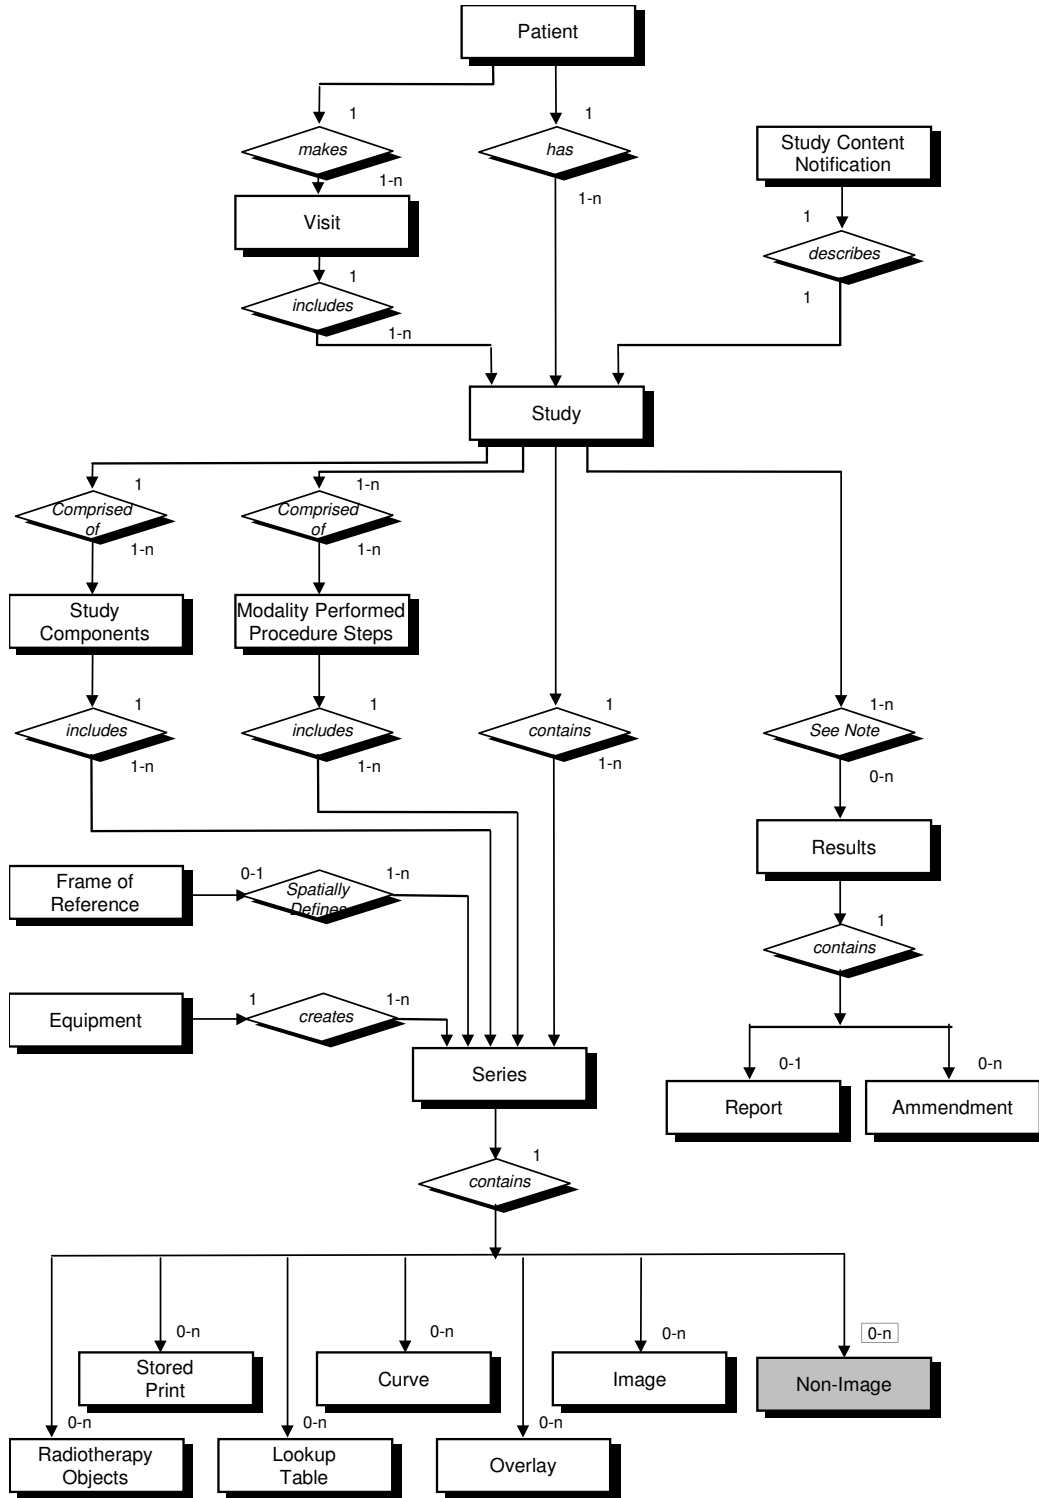 Patient
1
1
makes
has
Study Content
Notification
1-n
1-n
Visit
1
describes
1
includes
1
1-n
Study
1
1-n
Comprised
of
Comprised
of
1-n
1-n
Study
Components
Modality Performed
Procedure Steps
1
1
1
1-n
includes
includes
contains
See Note
1-n
1-n
1-n
0-n
Results
Frame of
Reference
0-1
Spatially
Defines
1-n
1
contains
Equipment
1
creates
1-n
Series
0-1
0-n
Report
Ammendment
1
contains
0-n
0-n
0-n
0-n
Stored
Print
Curve
Image
Non-Image
0-n
0-n
0-n
Radiotherapy
Objects
Lookup
Table
Overlay